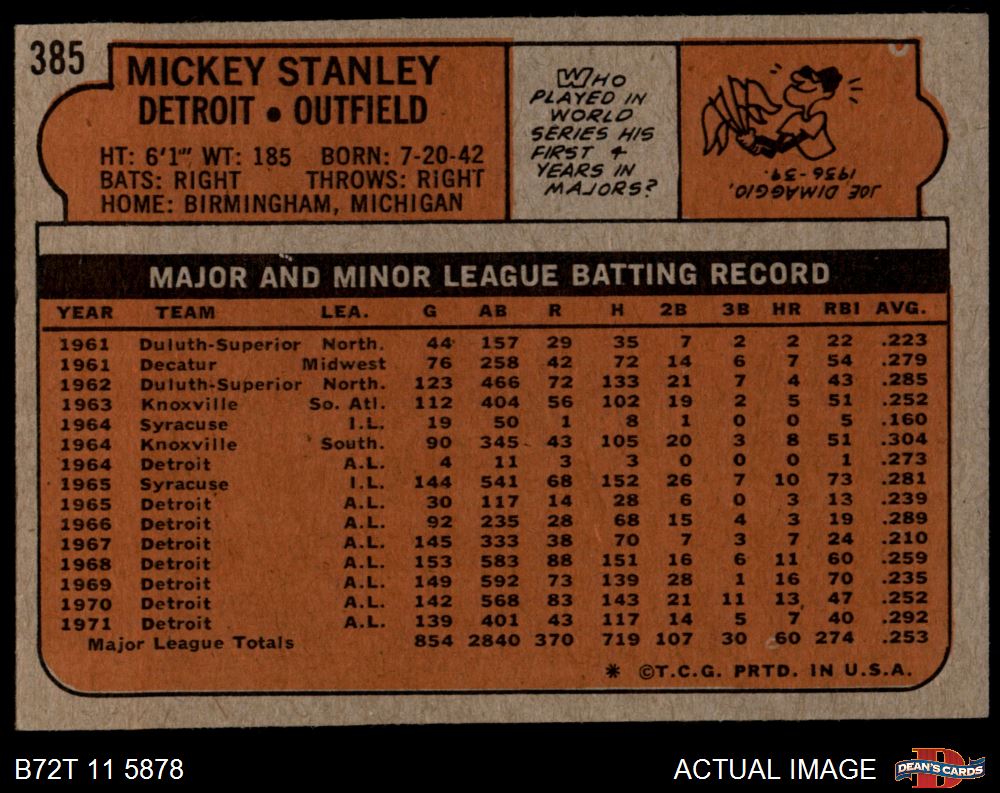 385
MICKEY STANLEY
DETROIT • OUTFIELD
HT: 6'1"' WT: 185 BORN: 7-20-42
BATS: RIGHT THROWS: RIGHT
HOME: BIRMINGHAM, MICHIGAN
WHO
PLAYED IN
WORLD
SERIES HIS
FIRST 4
YEARS IN
MAJORS?
JOE DIMAGGIO,
1936-39.
MAJOR AND MINOR LEAGUE BATTING RECORD
YEAR TEAM LEA. G AB R H 2B 3B HR RBI AVG.
1961 Duluth-Superior North. 44 157 29 35 7 2 2 22 .223
1961 Decatur Midwest 76 258 42 72 14 6 7 54 .279
1962 Duluth-Superior North. 123 466 72 133 21 7 4 43 .285
1963 Knoxville So. Atl. 112 404 56 102 19 2 5 51 .252
1964 Syracuse I.L. 19 50 1 8 1 0 0 5 .160
1964 Knoxville South. 90 345 43 105 20 3 8 51 .304
1964 Detroit A.L. 4 11 3 3 0 0 0 1 .273
1965 Syracuse I.L. 144 541 68 152 26 7 10 73 .281
1965 Detroit A.L. 30 117 14 28 6 0 3 13 .239
1966 Detroit A.L. 92 235 28 68 15 4 3 19 .289
1967 Detroit A.L. 145 333 38 70 7 3 7 24 .210
1968 Detroit A.L. 153 583 88 151 16 6 11 60 .259
1969 Detroit A.L. 149 592 73 139 28 1 16 70 .235
1970 Detroit A.L. 142 568 83 143 21 11 13 47 .252
1971 Detroit A.L. 139 401 43 117 14 5 7 40 .292
Major League Totals 854 2840 370 719 107 30 60 274 .253
* ©T.C.G. PRTD. IN U.S.A.
B72T 11 5878
ACTUAL IMAGE
DEAN'S CARDS